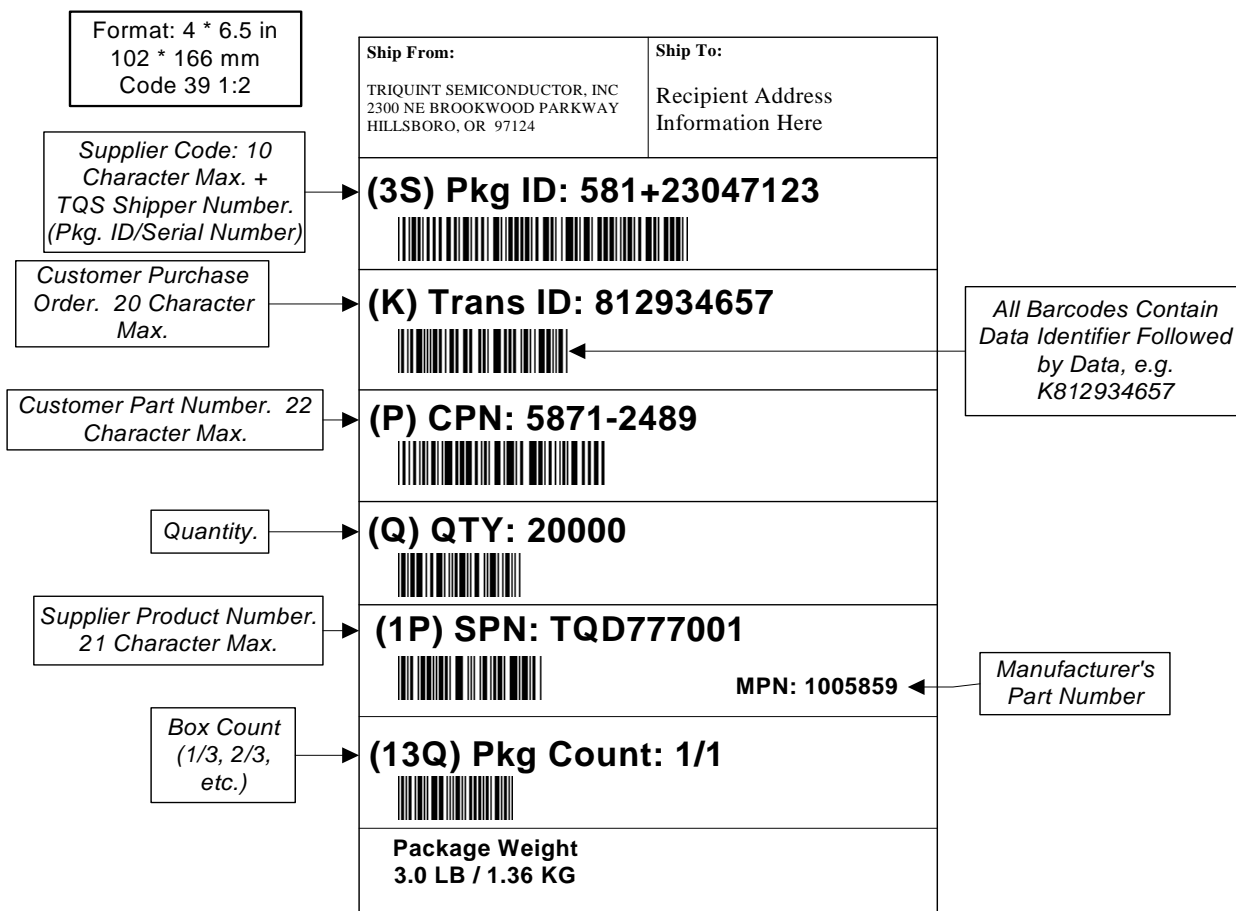 Format: 4 * 6.5 in
102 * 166 mm
Code 39 1:2
Ship From:
TRIQUINT SEMICONDUCTOR, INC
2300 NE BROOKWOOD PARKWAY
HILLSBORO, OR 97124
Ship To:
Recipient Address
Information Here
Supplier Code: 10
Character Max. +
TQS Shipper Number.
(Pkg. ID/Serial Number)
(3S) Pkg ID: 581+23047123
Customer Purchase
Order. 20 Character
Max.
(K) Trans ID: 812934657
All Barcodes Contain
Data Identifier Followed
by Data, e.g.
K812934657
Customer Part Number. 22
Character Max.
(P) CPN: 5871-2489
Quantity.
(Q) QTY: 20000
Supplier Product Number.
21 Character Max.
(1P) SPN: TQD777001
MPN: 1005859
Manufacturer's
Part Number
Box Count
(1/3, 2/3,
etc.)
(13Q) Pkg Count: 1/1
Package Weight
3.0 LB / 1.36 KG